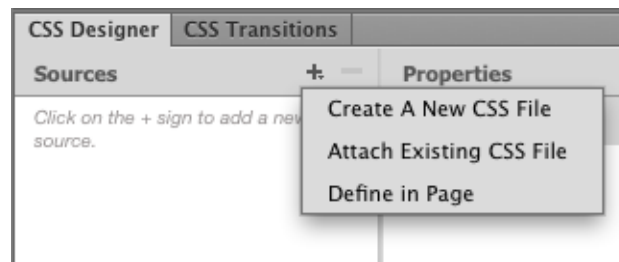 CSS Designer CSS Transitions
Sources Properties
Click on the + sign to add a new
source.
Create A New CSS File
Attach Existing CSS File
Define in Page